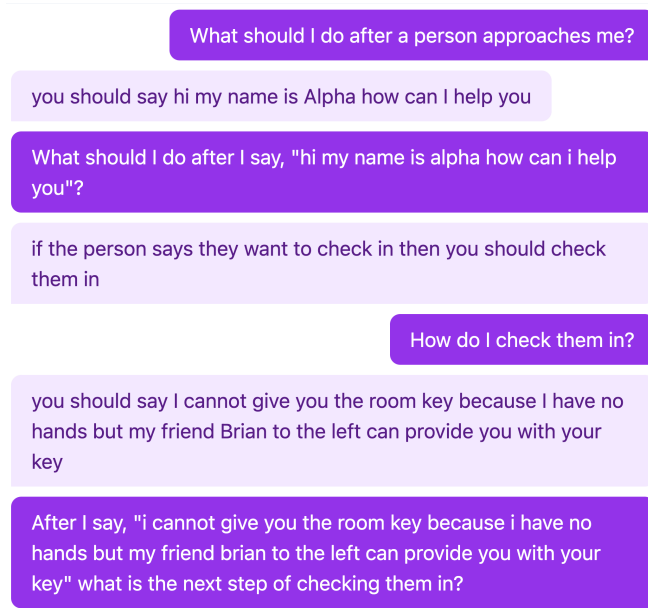 What should I do after a person approaches me?
you should say hi my name is Alpha how can I help you
What should I do after I say, "hi my name is alpha how can i help
you"?
if the person says they want to check in then you should check
them in
How do I check them in?
you should say I cannot give you the room key because I have no
hands but my friend Brian to the left can provide you with your
key
After I say, "i cannot give you the room key because i have no
hands but my friend brian to the left can provide you with your
key" what is the next step of checking them in?